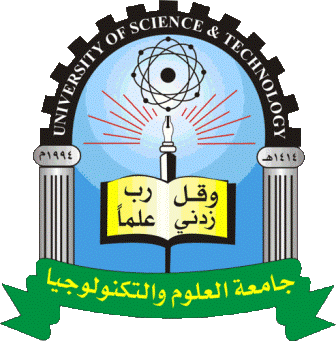 UNIVERSITY OF SCIENCE & TECHNOLOGY
١٤١٤هـ
١٩٩٤م
وقل رب
زدني علماً
جامعة العلوم والتكنولوجيا